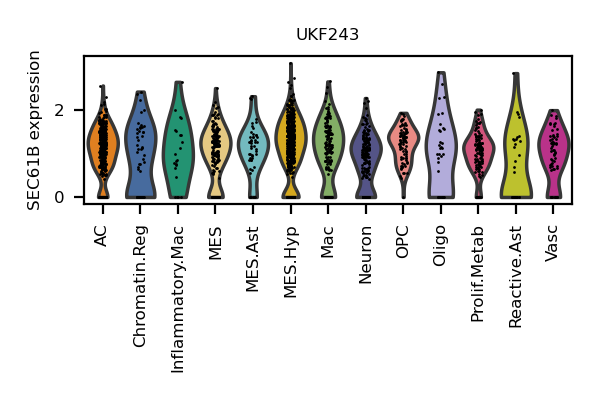 UKF243
SEC61B expression
2
0
AC
Chromatin.Reg
Inflammatory.Mac
MES
MES.Ast
MES.Hyp
Mac
Neuron
OPC
Oligo
Prolif.Metab
Reactive.Ast
Vasc